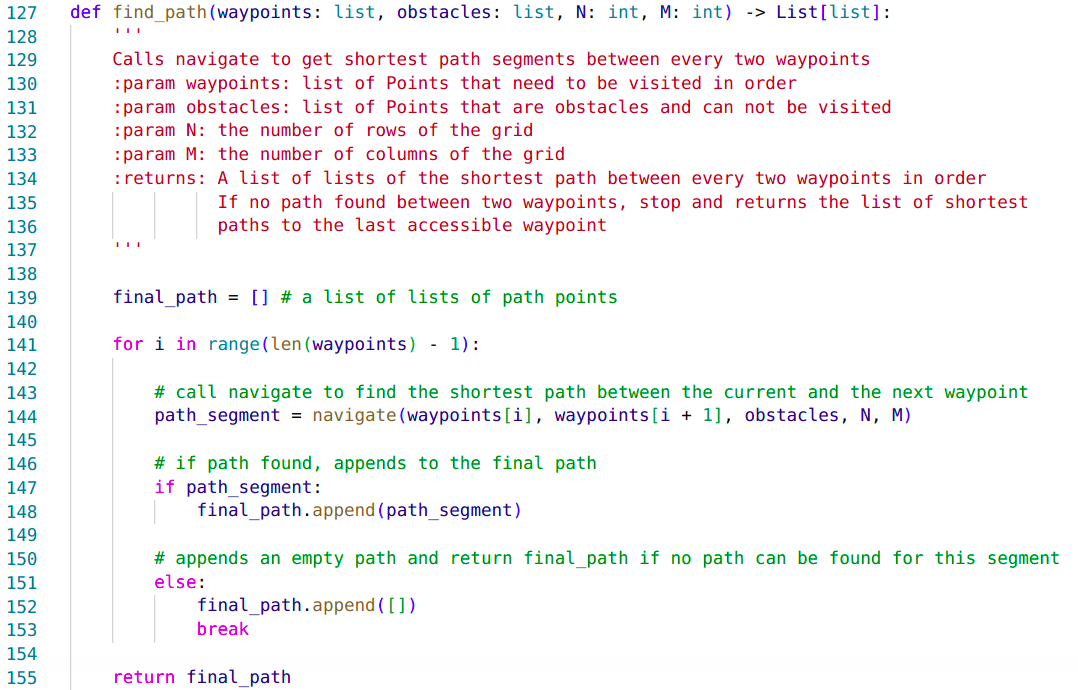 127 def find_path(waypoints: list, obstacles: list, N: int, M: int) -> List[list]:
128     '''
129     Calls navigate to get shortest path segments between every two waypoints
130     :param waypoints: list of Points that need to be visited in order
131     :param obstacles: list of Points that are obstacles and can not be visited
132     :param N: the number of rows of the grid
133     :param M: the number of columns of the grid
134     :returns: A list of lists of the shortest path between every two waypoints in order
135               If no path found between two waypoints, stop and returns the list of shortest
136               paths to the last accessible waypoint
137     '''
138
139     final_path = [] # a list of lists of path points
140
141     for i in range(len(waypoints) - 1):
142
143         # call navigate to find the shortest path between the current and the next waypoint
144         path_segment = navigate(waypoints[i], waypoints[i + 1], obstacles, N, M)
145
146         # if path found, appends to the final path
147         if path_segment:
148             final_path.append(path_segment)
149
150         # appends an empty path and return final_path if no path can be found for this segment
151         else:
152             final_path.append([])
153             break
154
155     return final_path